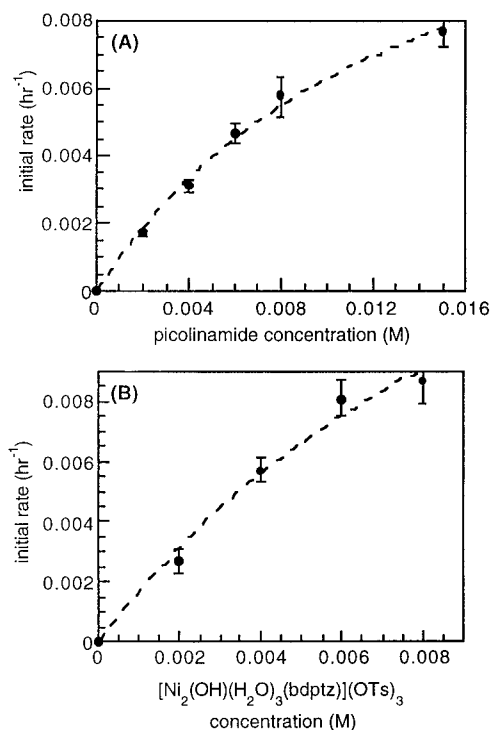 (A)
0.008
0.006
0.004
0.002
0
initial rate (hr⁻¹)
0 0.004 0.008 0.012 0.016
picolinamide concentration (M)
(B)
0.008
0.006
0.004
0.002
0
initial rate (hr⁻¹)
0 0.002 0.004 0.006 0.008
[Ni₂(OH)(H₂O)₃(bdptz)](OTs)₃
concentration (M)